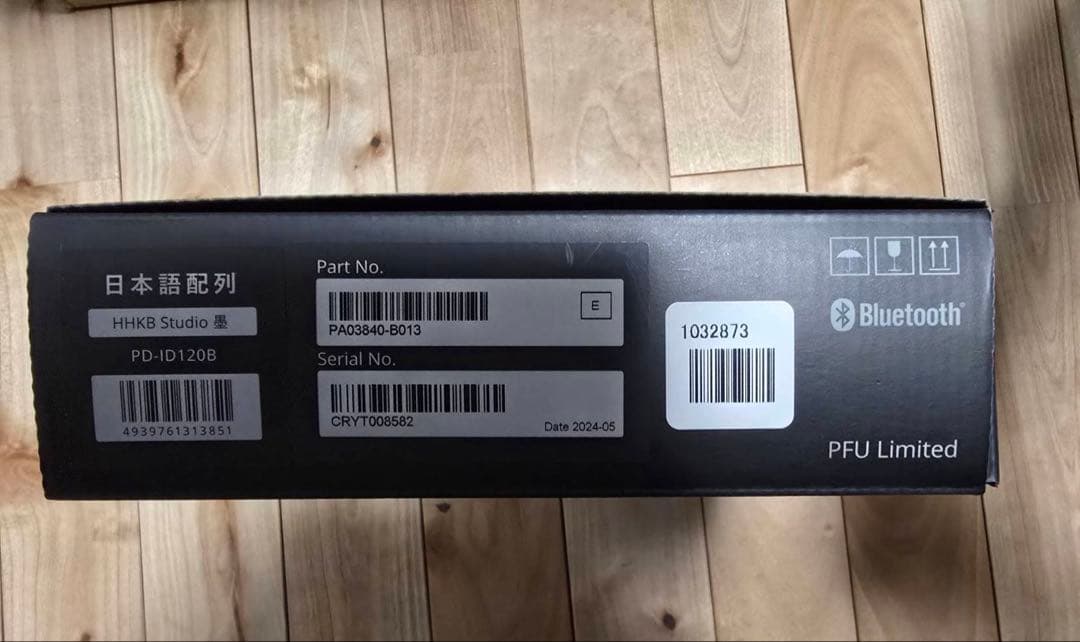 日本語配列
HHKB Studio 墨
PD-ID120B
4939761313851
Part No.
E
PA03840-B013
Serial No.
CRYT008582
Date 2024-05
1032873
Bluetooth®
PFU Limited